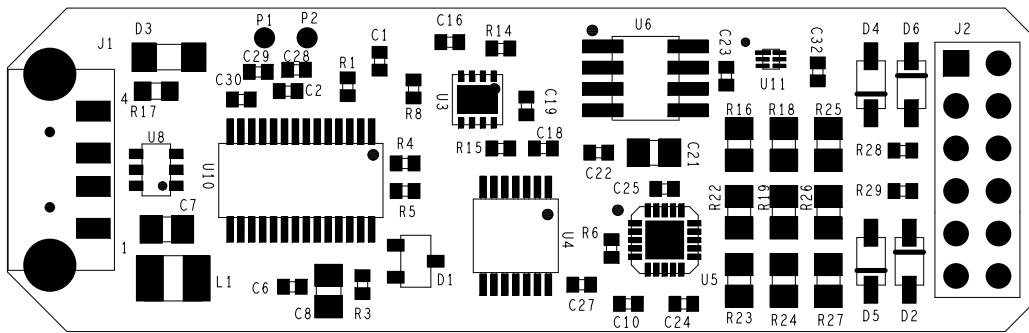 J1
D3
P1
P2
C1
C16
R14
U6
C23
U11
C32
D4
D6
J2
C29
C28
R1
C30
C2
R8
U3
C19
4
R17
R16
R18
R25
U8
U10
R4
R15
C18
C22
C21
R28
C25
R29
R22
R19
R26
C7
R5
U4
R6
1
L1
D1
U5
C6
C8
R3
C27
C10
C24
R23
R24
R27
D5
D2